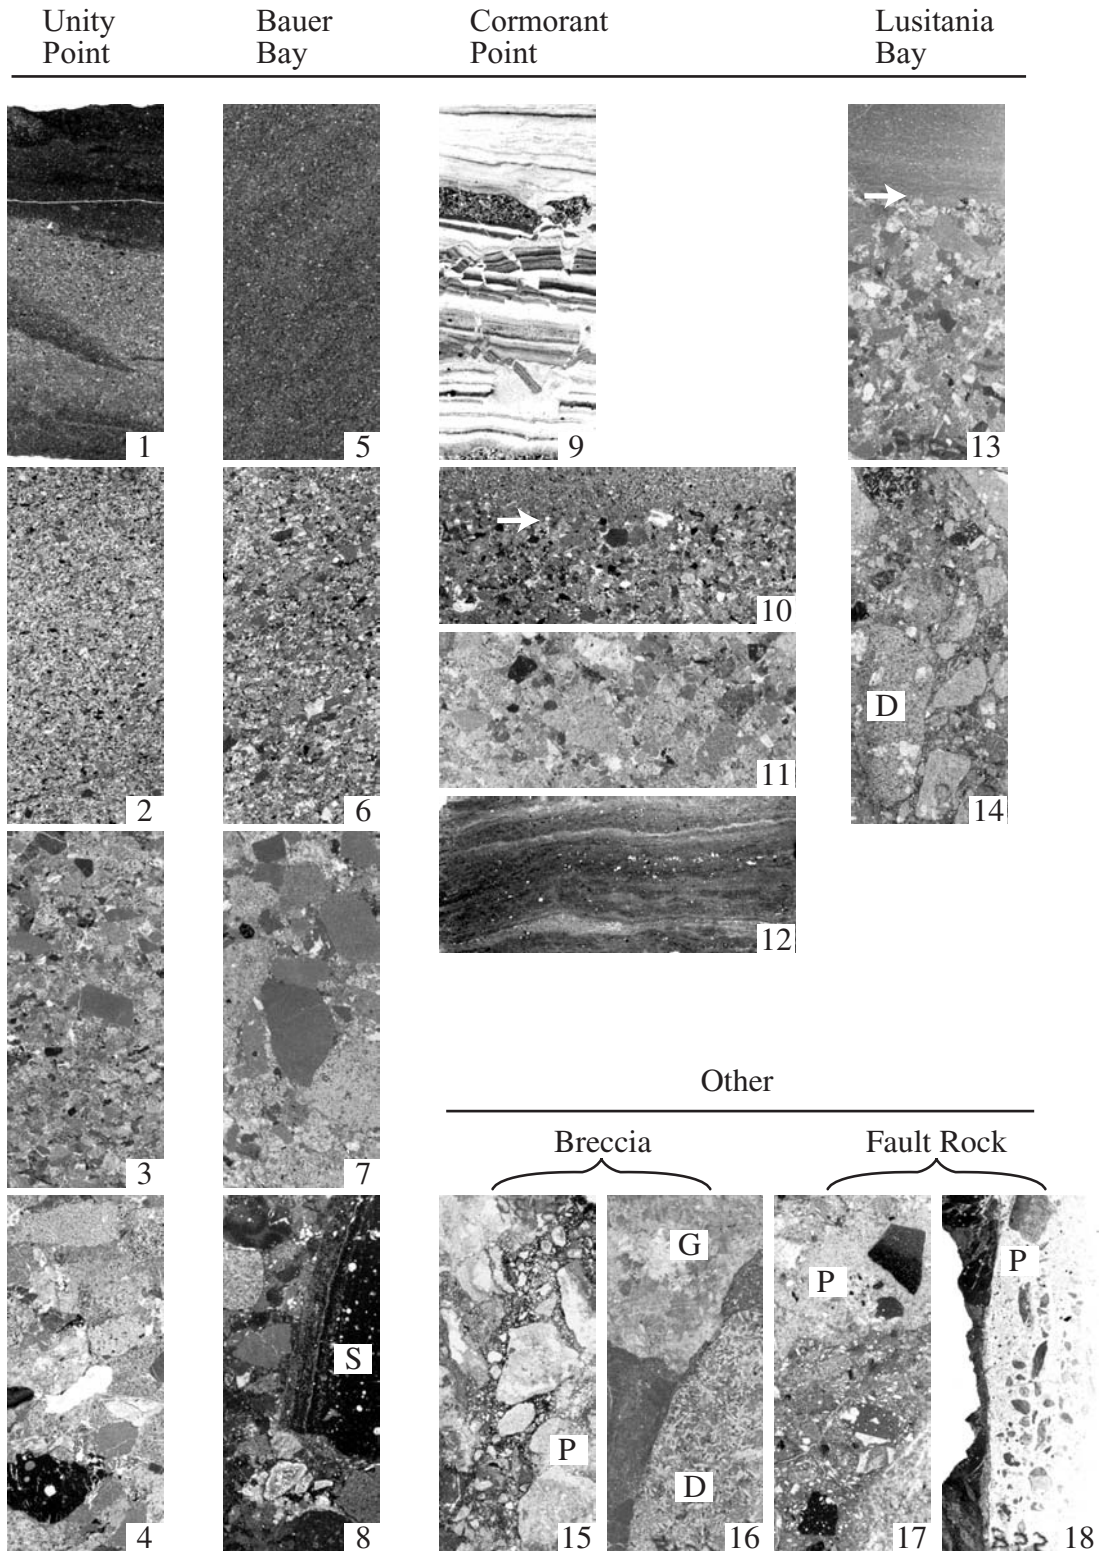 Unity
Point
Bauer
Bay
Cormorant
Point
Lusitania
Bay
1
5
9
13
2
6
10
11
D
14
12
3
7
Other
Breccia
Fault Rock
4
S
8
P
15
G
D
16
P
17
P
18